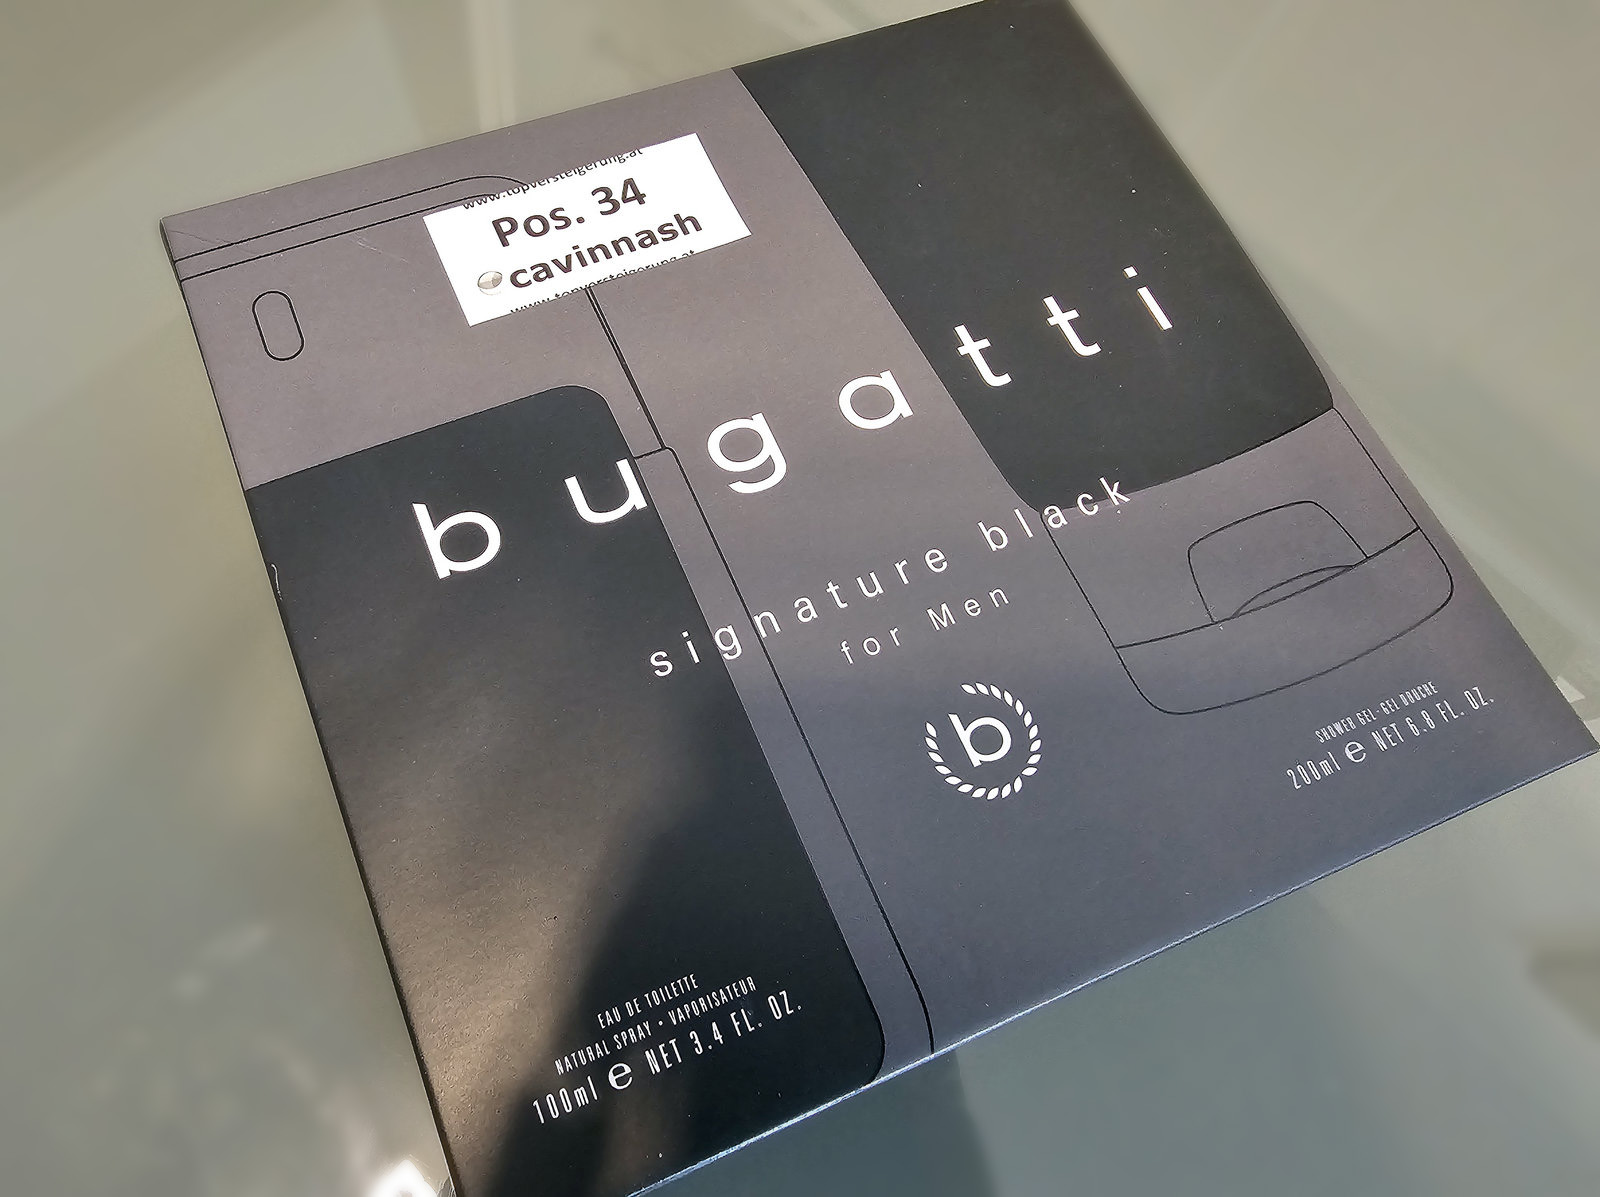 www.topversteigerung.at
Pos. 34
cavinnash
www.topversteigerung.at
bugatti
signature black
for Men
b
SHOWER GEL - GEL DOUCHE
200ml e NET 6.8 FL. OZ.
EAU DE TOILETTE
NATURAL SPRAY • VAPORISATEUR
100ml e NET 3.4 FL. OZ.